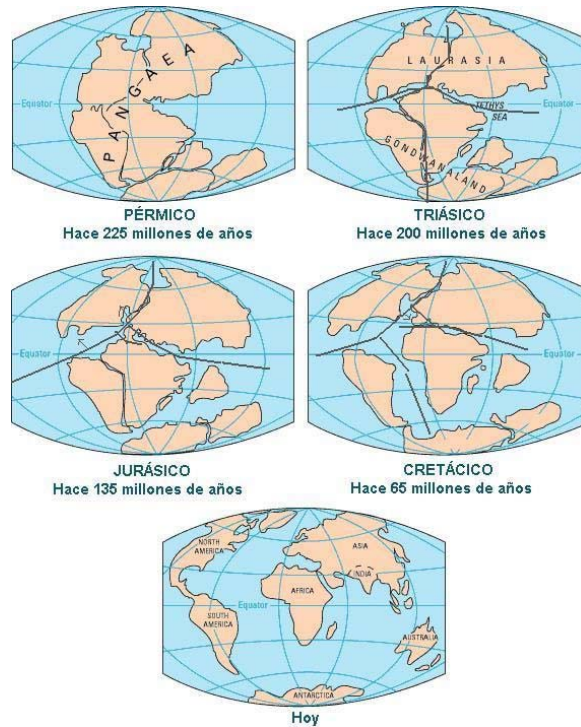 PANGAEA
Equator
PÉRMICO
Hace 225 millones de años
LAURASIA
Equator
TETHYS
SEA
GONDWANALAND
TRIÁSICO
Hace 200 millones de años
Equator
JURÁSICO
Hace 135 millones de años
Equator
CRETÁCICO
Hace 65 millones de años
NORTH
AMERICA
ASIA
INDIA
AFRICA
Equator
SOUTH
AMERICA
AUSTRALIA
ANTARCTICA
Hoy